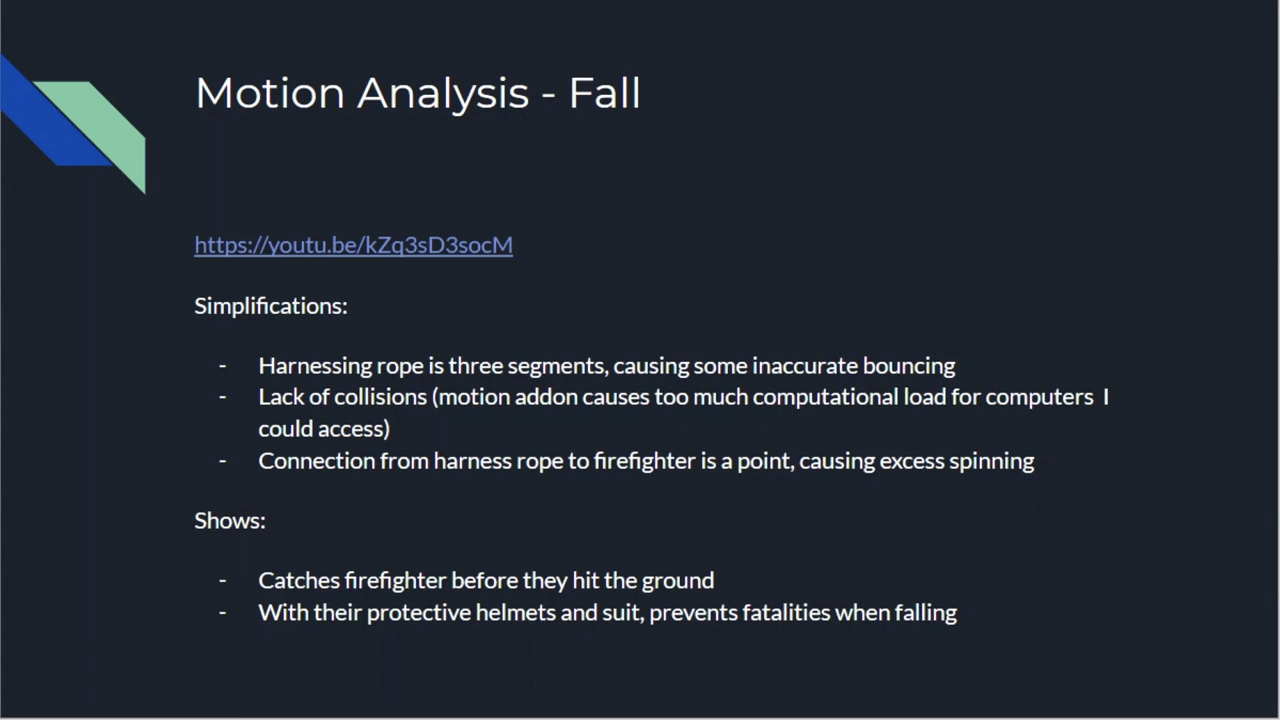 Motion Analysis - Fall
https://youtu.be/kZq3sD3socM
Simplifications:
- Harnessing rope is three segments, causing some inaccurate bouncing
- Lack of collisions (motion addon causes too much computational load for computers I
could access)
- Connection from harness rope to firefighter is a point, causing excess spinning
Shows:
- Catches firefighter before they hit the ground
- With their protective helmets and suit, prevents fatalities when falling